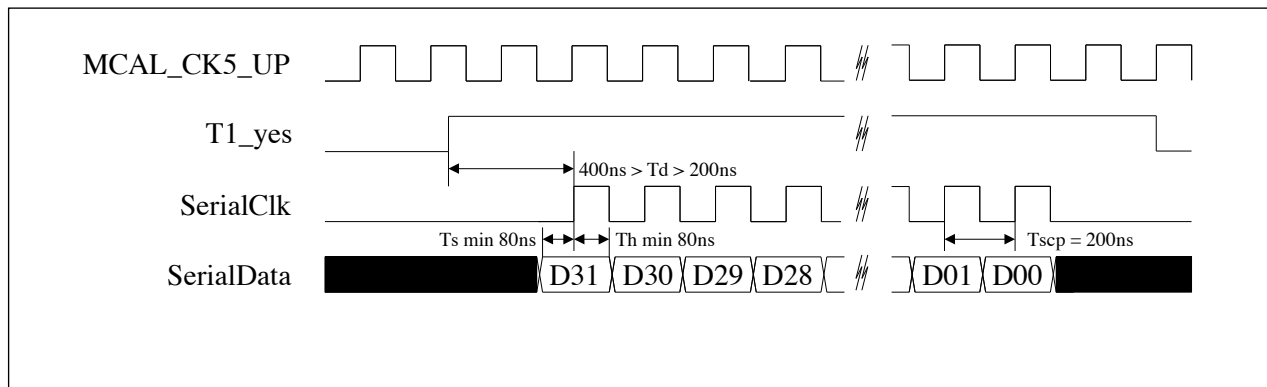 MCAL_CK5_UP
T1_yes
400ns > Td > 200ns
SerialClk
Ts min 80ns Th min 80ns Tscp = 200ns
SerialData D31 D30 D29 D28 D01 D00